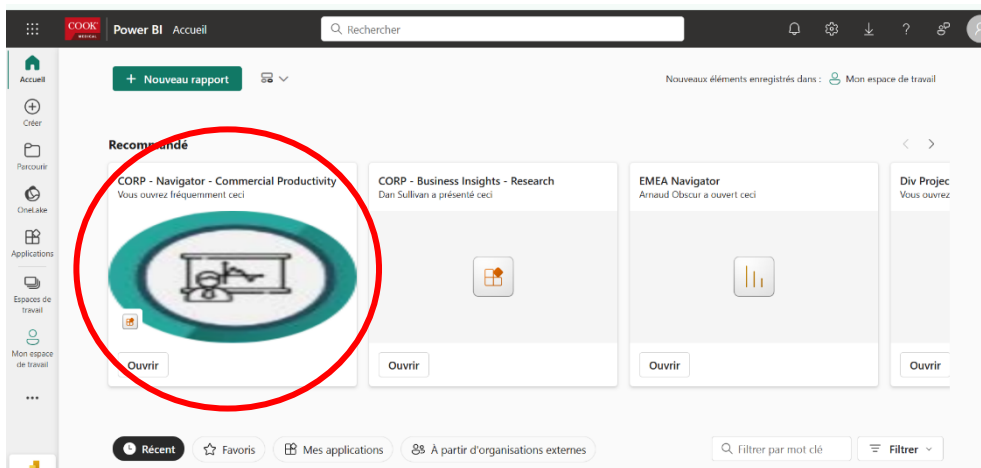 COOK
MEDICAL
Power BI Accueil
Rechercher
Accueil
Créer
Parcourir
OneLake
Applications
Espaces de
travail
Mon espace
de travail
+ Nouveau rapport
Nouveaux éléments enregistrés dans : Mon espace de travail
Recommandé
CORP - Navigator - Commercial Productivity
Vous ouvrez fréquemment ceci
Ouvrir
CORP - Business Insights - Research
Dan Sullivan a présenté ceci
Ouvrir
EMEA Navigator
Arnaud Obscur a ouvert ceci
Ouvrir
Div Projec
Vous ouvrez
Ouvrir
Récent
Favoris
Mes applications
À partir d'organisations externes
Filtrer par mot clé
Filtrer